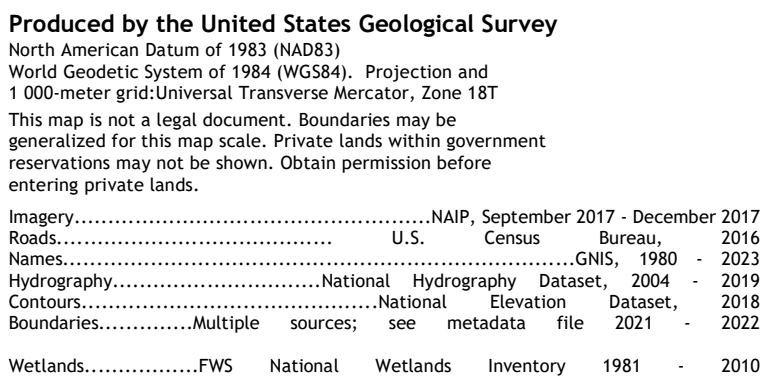 Produced by the United States Geological Survey
North American Datum of 1983 (NAD83)
World Geodetic System of 1984 (WGS84).  Projection and
1 000-meter grid:Universal Transverse Mercator, Zone 18T
This map is not a legal document. Boundaries may be
generalized for this map scale. Private lands within government
reservations may not be shown. Obtain permission before
entering private lands.
Imagery............................................NAIP, September 2017 - December 2017
Roads.................................. U.S. Census Bureau, 2016
Names...............................................................GNIS, 1980 - 2023
Hydrography..........................National Hydrography Dataset, 2004 - 2019
Contours.....................................National Elevation Dataset, 2018
Boundaries..............Multiple sources; see metadata file 2021 - 2022
Wetlands.................FWS National Wetlands Inventory 1981 - 2010